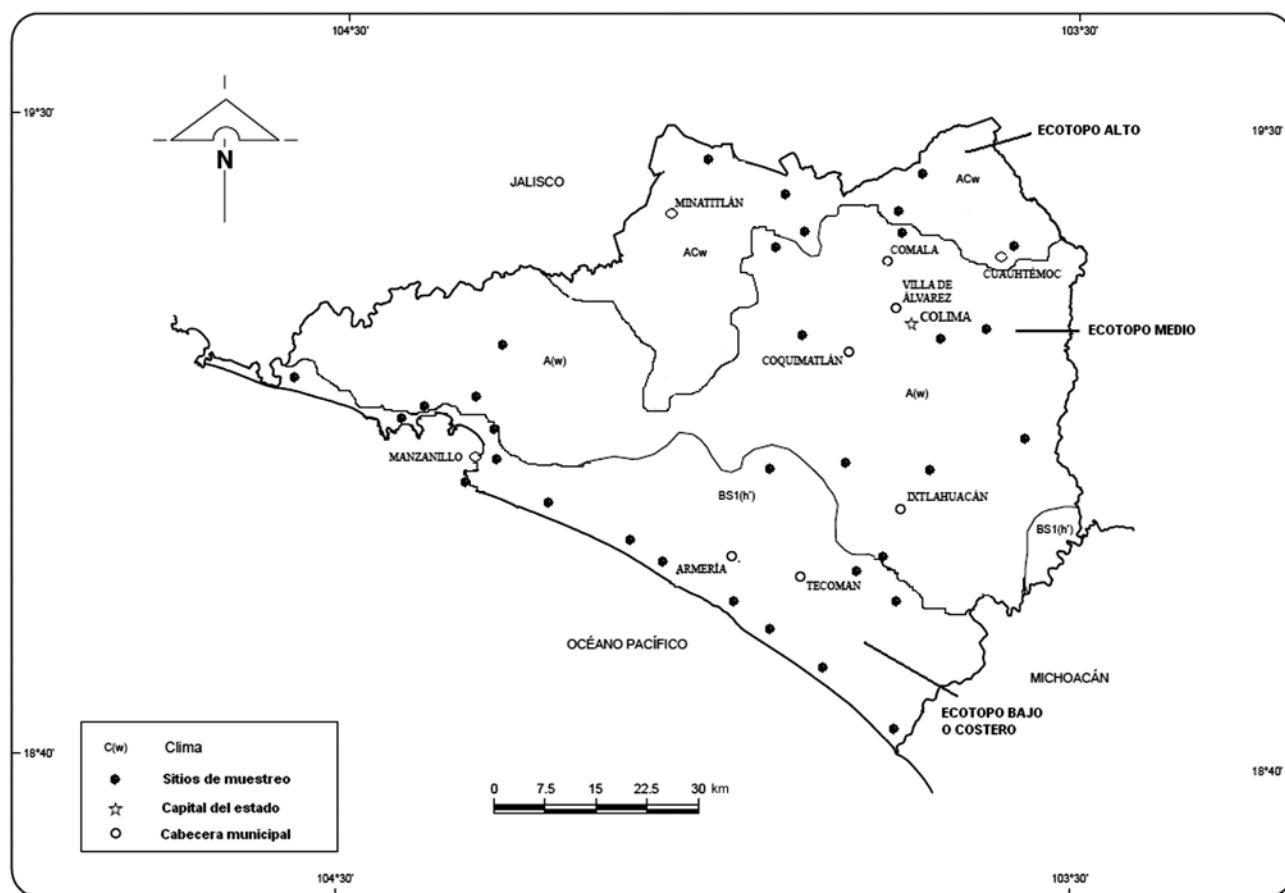 104°30'
103°30'
19°30'
19°30'
N
ECOTOPO ALTO
JALISCO
ACw
MINATITLÁN
ACw
COMALA
CUAUHTÉMOC
VILLA DE
ÁLVAREZ
COLIMA
ECOTOPO MEDIO
COQUIMATLÁN
A(w)
A(w)
MANZANILLO
BS1(h')
IXTLAHUACÁN
BS1(h')
ARMERÍA
TECOMAN
OCÉANO PACÍFICO
MICHOACÁN
ECOTOPO BAJO
O COSTERO
C(w) Clima
Sitios de muestreo
Capital del estado
Cabecera municipal
0 7.5 15 22.5 30 km
18°40'
18°40'
104°30'
103°30'